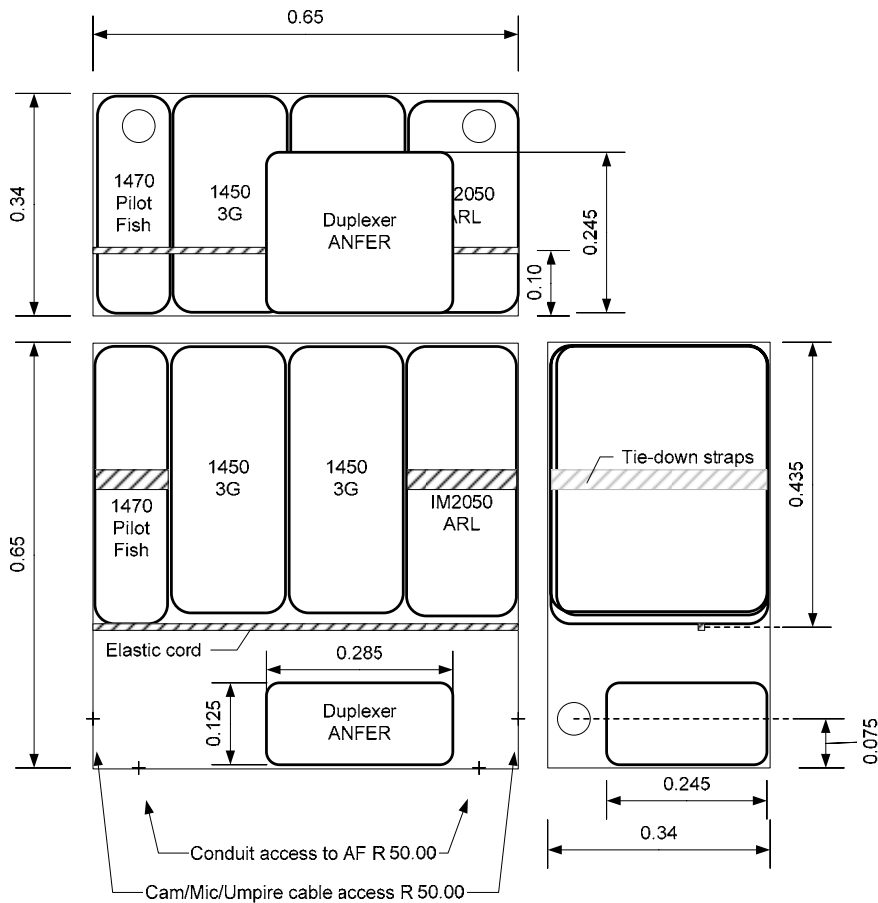 0.65
0.34
1470
Pilot
Fish
1450
3G
Duplexer
ANFER
2050
ARL
0.245
0.10
0.65
1470
Pilot
Fish
1450
3G
1450
3G
IM2050
ARL
Tie-down straps
0.435
Elastic cord
0.285
0.125
Duplexer
ANFER
0.075
0.245
0.34
Conduit access to AF R 50.00
Cam/Mic/Umpire cable access R 50.00